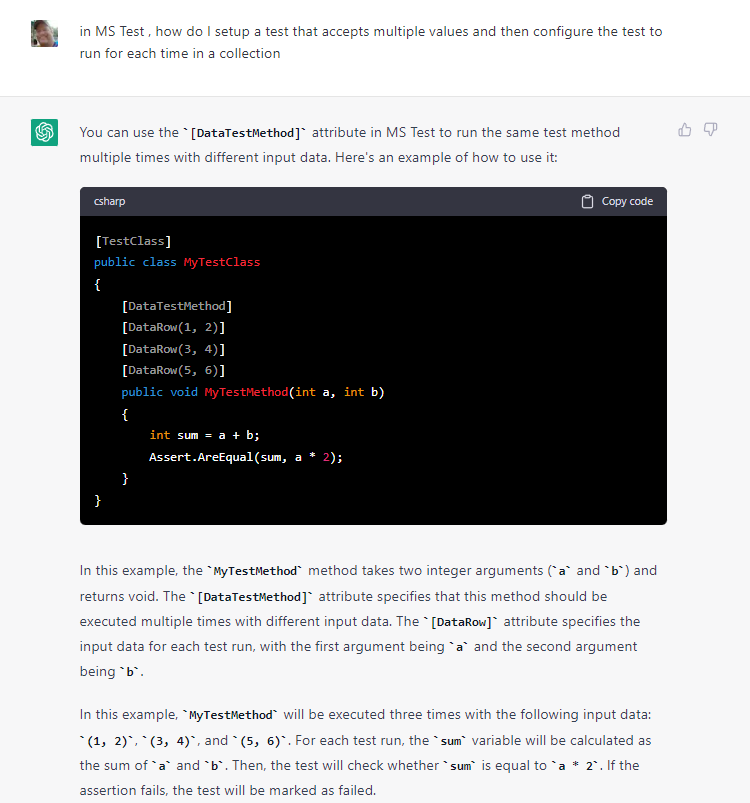 in MS Test , how do I setup a test that accepts multiple values and then configure the test to
run for each time in a collection
You can use the `[DataTestMethod]` attribute in MS Test to run the same test method
multiple times with different input data. Here's an example of how to use it:
csharp
Copy code
[TestClass]
public class MyTestClass
{
    [DataTestMethod]
    [DataRow(1, 2)]
    [DataRow(3, 4)]
    [DataRow(5, 6)]
    public void MyTestMethod(int a, int b)
    {
        int sum = a + b;
        Assert.AreEqual(sum, a * 2);
    }
}
In this example, the `MyTestMethod` method takes two integer arguments (`a` and `b`) and
returns void. The `[DataTestMethod]` attribute specifies that this method should be
executed multiple times with different input data. The `[DataRow]` attribute specifies the
input data for each test run, with the first argument being `a` and the second argument
being `b`.
In this example, `MyTestMethod` will be executed three times with the following input data:
`(1, 2)`, `(3, 4)`, and `(5, 6)`. For each test run, the `sum` variable will be calculated as
the sum of `a` and `b`. Then, the test will check whether `sum` is equal to `a * 2`. If the
assertion fails, the test will be marked as failed.